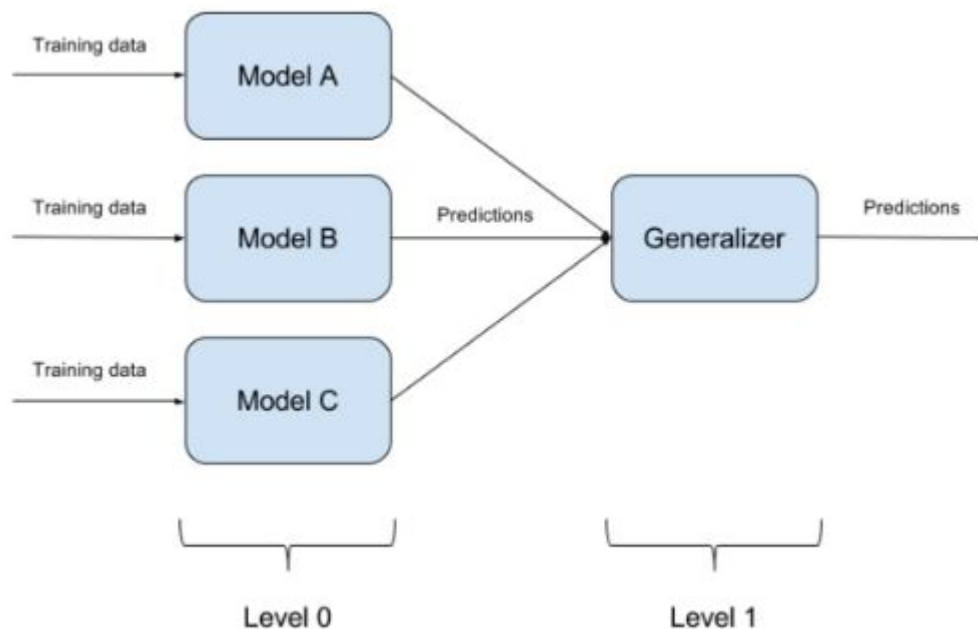 Training data
Model A
Training data
Model B
Predictions
Generalizer
Predictions
Training data
Model C
Level 0
Level 1